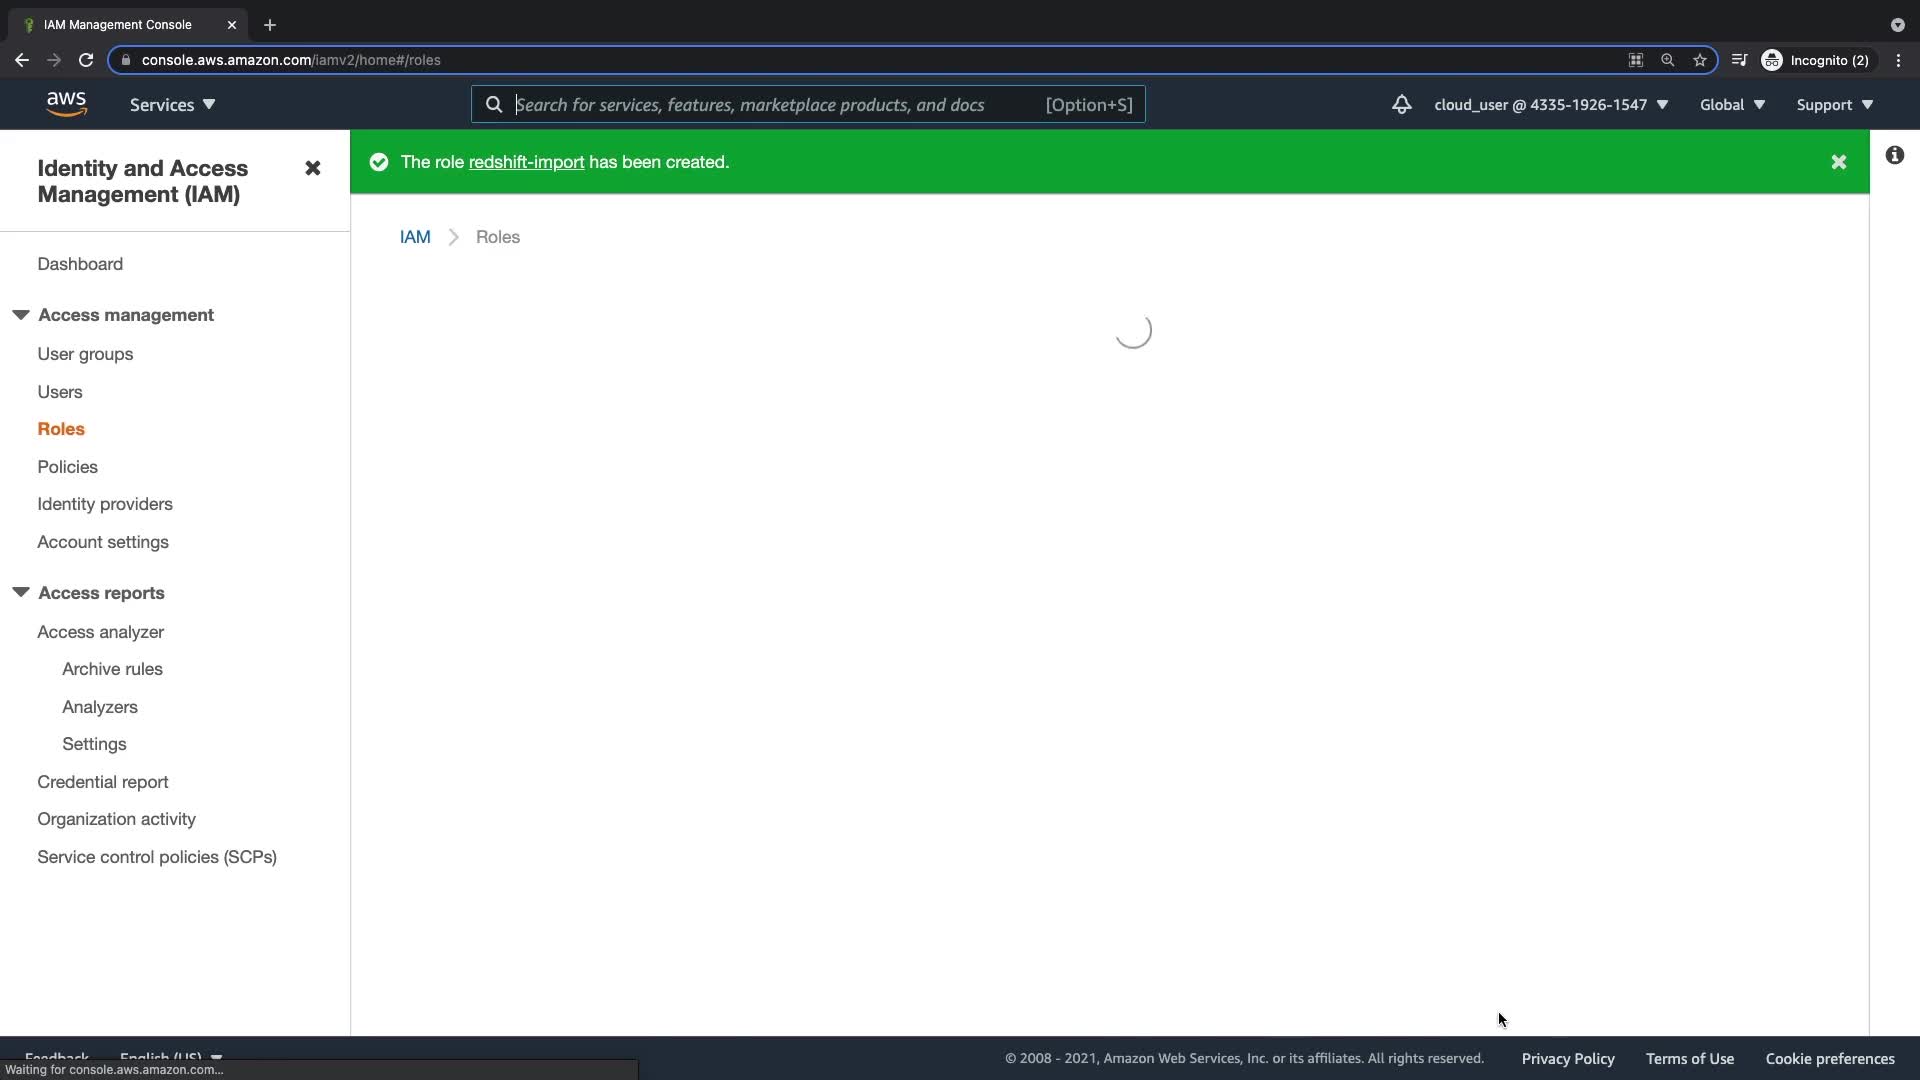 IAM Management Console
console.aws.amazon.com/iamv2/home#/roles
Incognito (2)
aws
Services
Search for services, features, marketplace products, and docs [Option+S]
cloud_user @ 4335-1926-1547
Global
Support
Identity and Access
Management (IAM)
The role redshift-import has been created.
IAM > Roles
Dashboard
Access management
User groups
Users
Roles
Policies
Identity providers
Account settings
Access reports
Access analyzer
Archive rules
Analyzers
Settings
Credential report
Organization activity
Service control policies (SCPs)
Feedback
English (US)
© 2008 - 2021, Amazon Web Services, Inc. or its affiliates. All rights reserved.
Privacy Policy
Terms of Use
Cookie preferences
Waiting for console.aws.amazon.com...